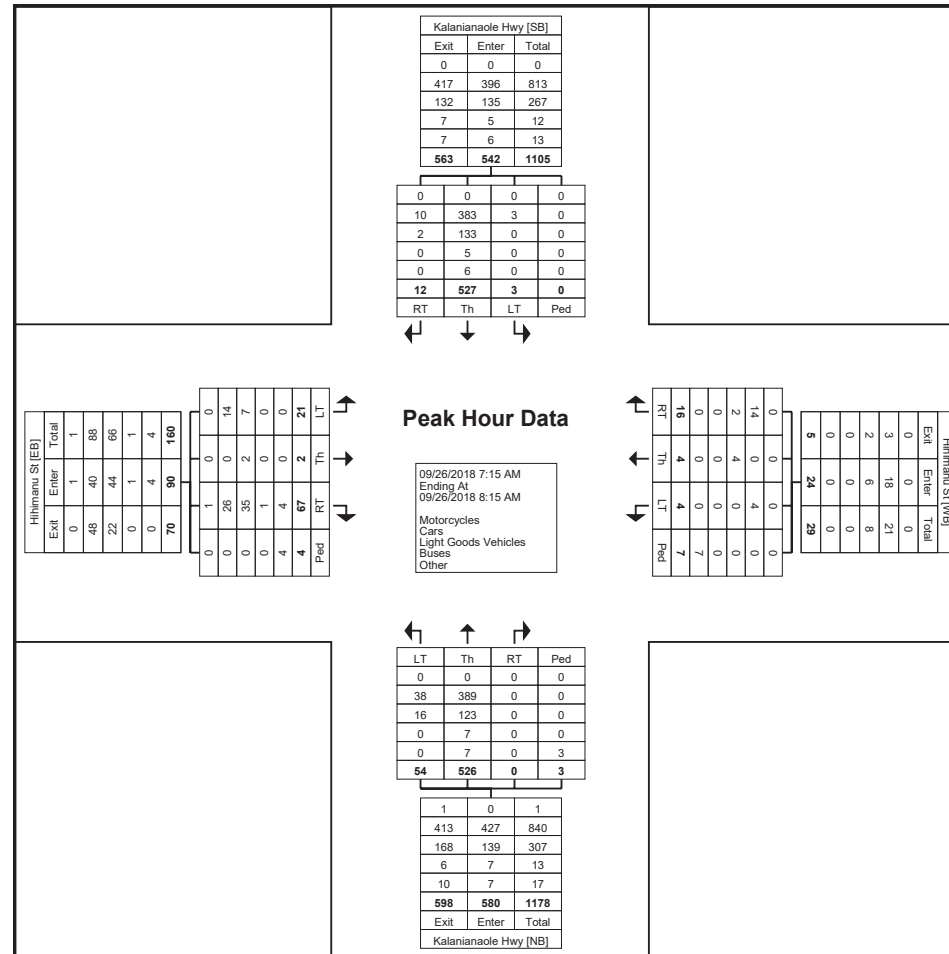 Kalanianaole Hwy [SB]
Exit Enter Total
0 0 0
417 396 813
132 135 267
7 5 12
7 6 13
563 542 1105
0 0 0 0
10 383 3 0
2 133 0 0
0 5 0 0
0 6 0 0
12 527 3 0
RT Th LT Ped
Hihimanu St [EB]
Exit Enter Total
0 1 1
48 40 88
22 44 66
0 1 1
0 4 4
70 90 160
0 1 0 0
0 26 0 14
0 35 2 7
0 1 0 0
4 4 0 0
4 67 2 21
Ped RT Th LT
Peak Hour Data
09/26/2018 7:15 AM
Ending At
09/26/2018 8:15 AM
Motorcycles
Cars
Light Goods Vehicles
Buses
Other
Hihimanu St [WB]
Exit Enter Total
0 0 0
3 18 21
2 6 8
0 0 0
0 0 0
5 24 29
0 0 0 0
14 0 4 0
2 4 0 0
0 0 0 0
0 0 0 7
16 4 4 7
RT Th LT Ped
LT Th RT Ped
0 0 0 0
38 389 0 0
16 123 0 0
0 7 0 0
0 7 0 3
54 526 0 3
1 0 1
413 427 840
168 139 307
6 7 13
10 7 17
598 580 1178
Exit Enter Total
Kalanianaole Hwy [NB]